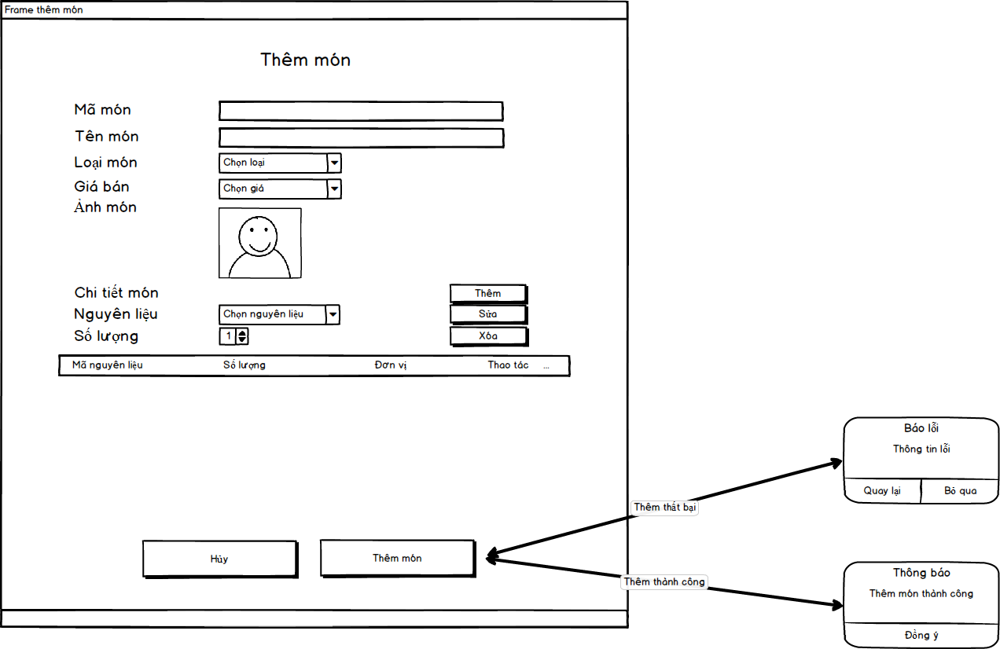 Frame thêm món
Thêm món
Mã món
Tên món
Loại món
Chọn loại
Giá bán
Chọn giá
Ảnh món
Chi tiết món
Thêm
Nguyên liệu
Chọn nguyên liệu
Sửa
Số lượng
1
Xóa
Mã nguyên liệu Số lượng Đơn vị Thao tác ...
Báo lỗi
Thông tin lỗi
Quay lại Bỏ qua
Thêm thất bại
Hủy
Thêm món
Thêm thành công
Thông báo
Thêm món thành công
Đồng ý